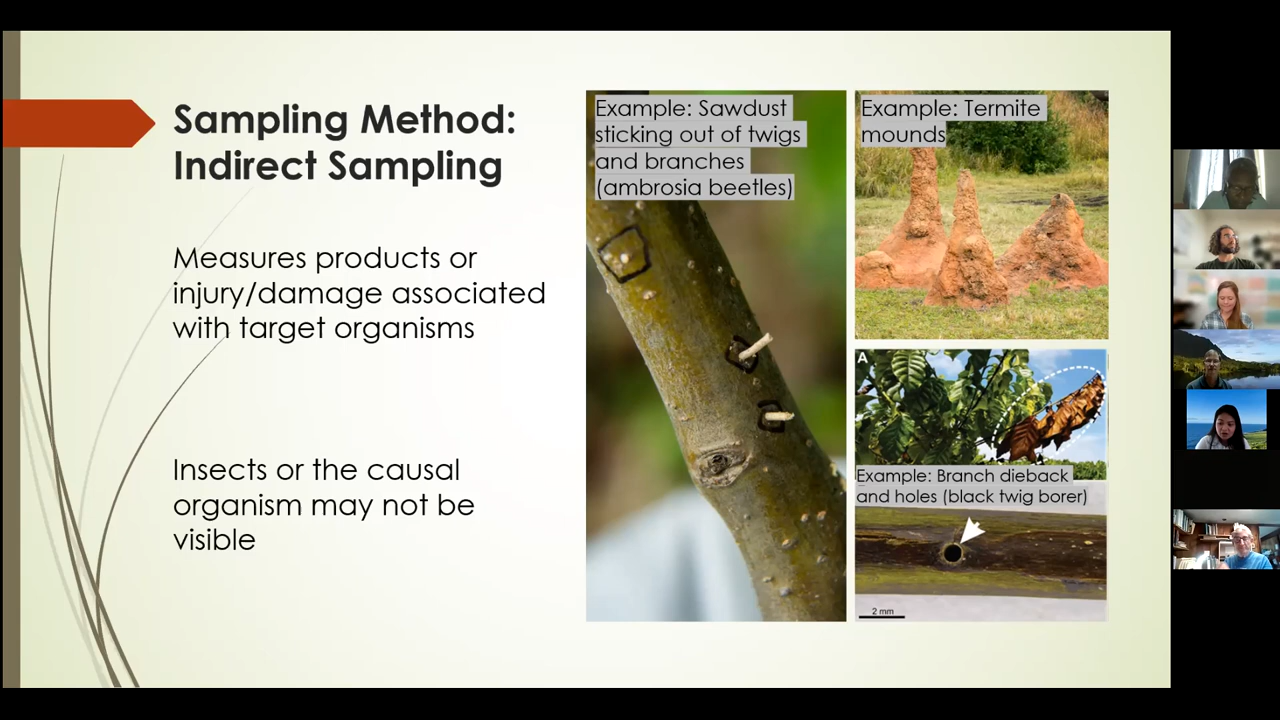 Sampling Method:
Indirect Sampling
Measures products or
injury/damage associated
with target organisms
Insects or the causal
organism may not be
visible
Example: Sawdust
sticking out of twigs
and branches
(ambrosia beetles)
Example: Termite
mounds
A
Example: Branch dieback
and holes (black twig borer)
2 mm